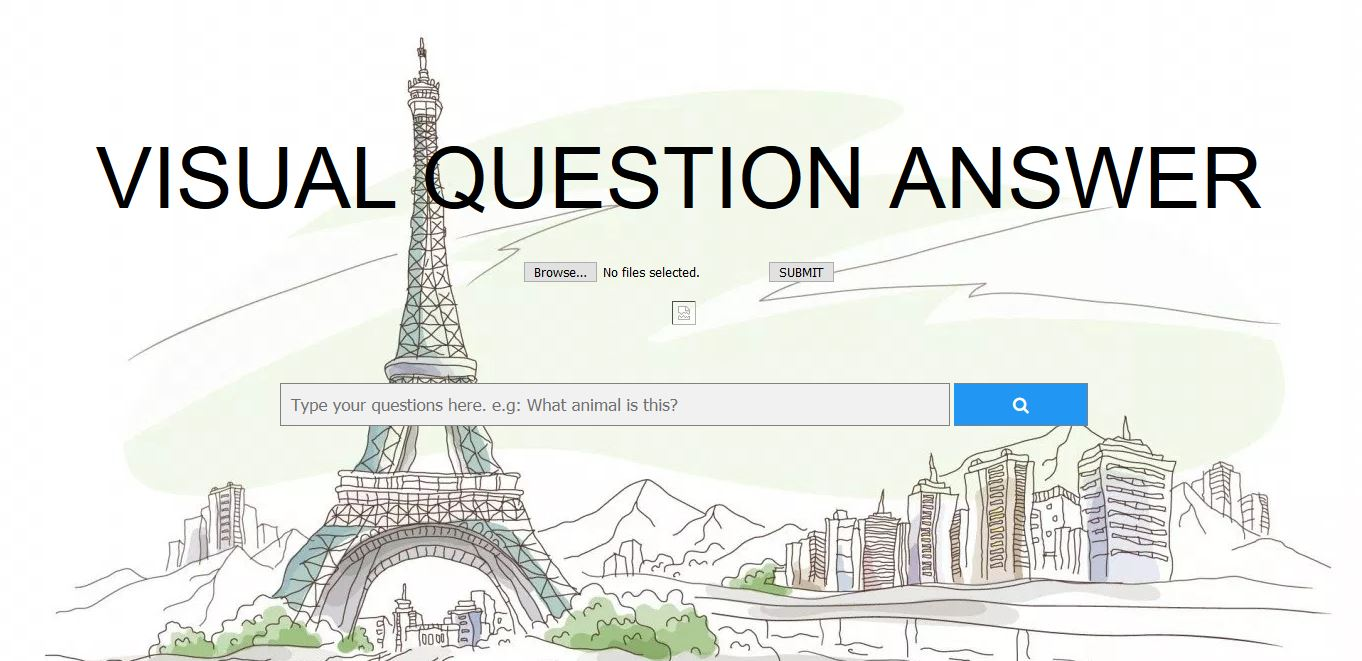 VISUAL QUESTION ANSWER
Browse... No files selected. SUBMIT
Type your questions here. e.g: What animal is this?